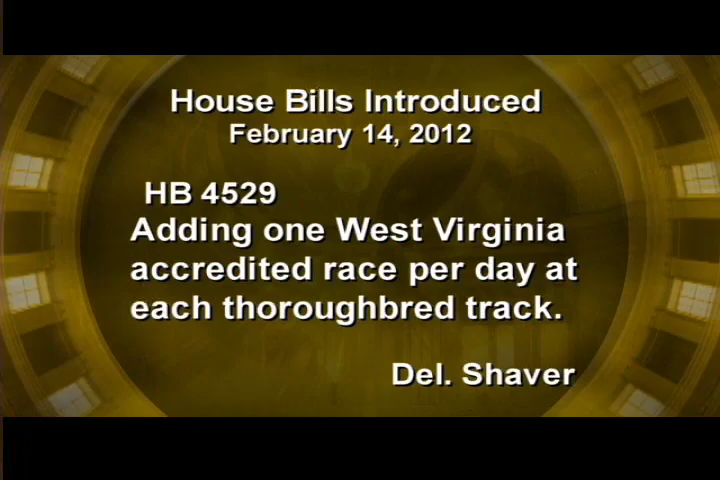 House Bills Introduced
February 14, 2012
HB 4529
Adding one West Virginia
accredited race per day at
each thoroughbred track.
Del. Shaver